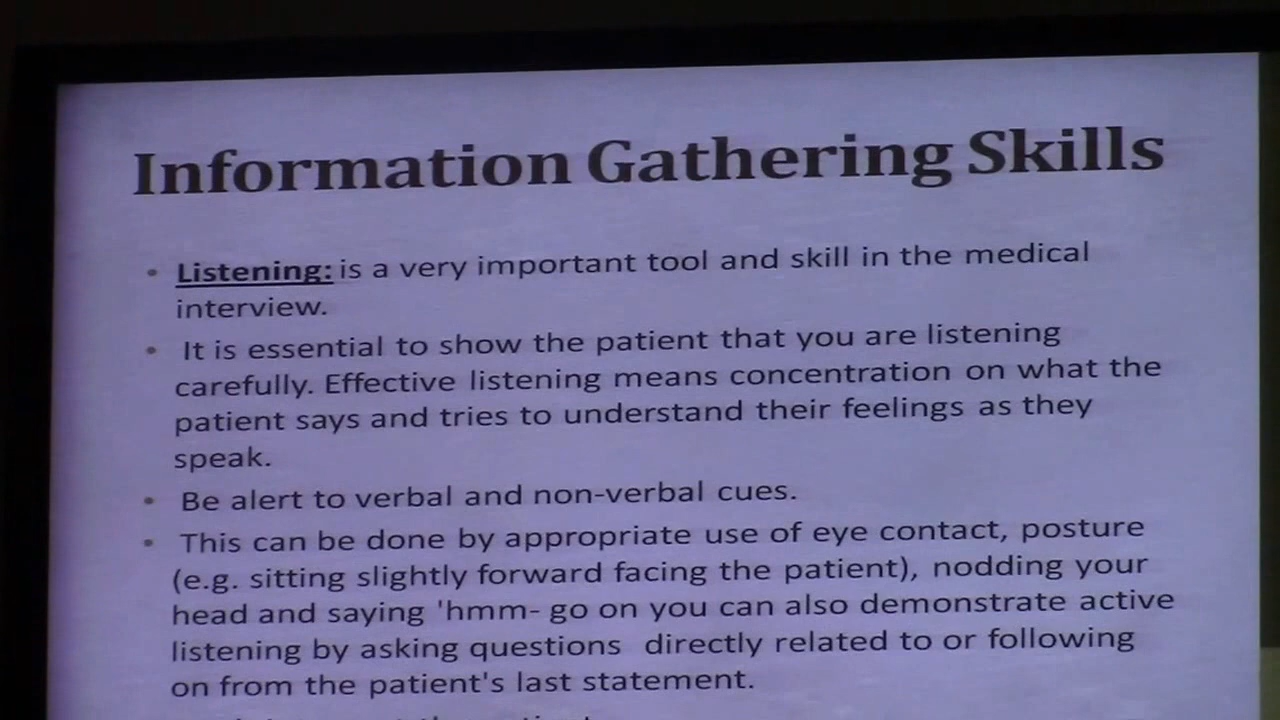 Information Gathering Skills
• Listening: is a very important tool and skill in the medical
interview.
• It is essential to show the patient that you are listening
carefully. Effective listening means concentration on what the
patient says and tries to understand their feelings as they
speak.
• Be alert to verbal and non-verbal cues.
• This can be done by appropriate use of eye contact, posture
(e.g. sitting slightly forward facing the patient), nodding your
head and saying 'hmm- go on you can also demonstrate active
listening by asking questions directly related to or following
on from the patient's last statement.